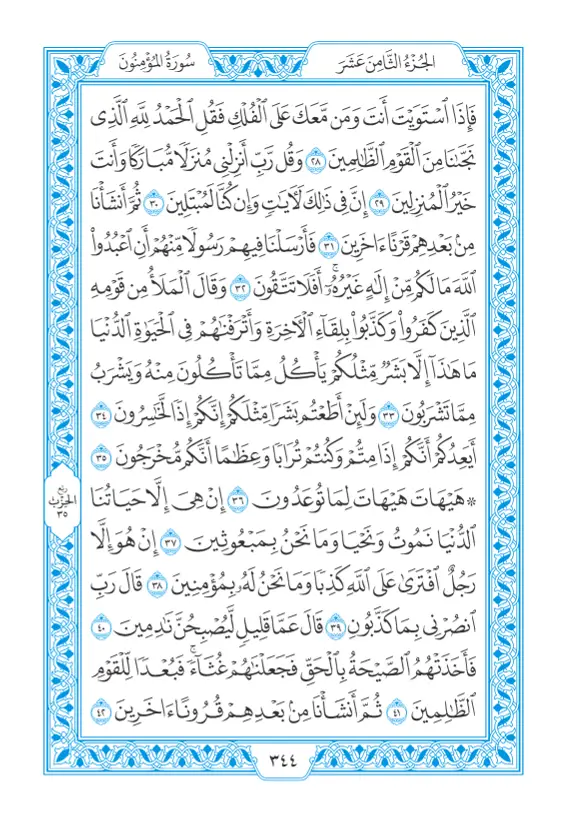 الجُزْءُ الثَّامِنَ عَشَرَ
سُورَةُ المُؤْمِنُونَ
فَإِذَا ٱسْتَوَيْتَ أَنتَ وَمَن مَّعَكَ عَلَى ٱلْفُلْكِ فَقُلِ ٱلْحَمْدُ لِلَّهِ ٱلَّذِى
نَجَّىٰنَا مِنَ ٱلْقَوْمِ ٱلظَّـٰلِمِينَ ٢٨ وَقُل رَّبِّ أَنزِلْنِى مُنزَلًا مُّبَارَكًا وَأَنتَ
خَيْرُ ٱلْمُنزِلِينَ ٢٩ إِنَّ فِى ذَٰلِكَ لَـَٔايَـٰتٍ وَإِن كُنَّا لَمُبْتَلِينَ ٣٠ ثُمَّ أَنشَأْنَا
مِنۢ بَعْدِهِمْ قَرْنًا ءَاخَرِينَ ٣١ فَأَرْسَلْنَا فِيهِمْ رَسُولًا مِّنْهُمْ أَنِ ٱعْبُدُوا۟
ٱللَّهَ مَا لَكُم مِّنْ إِلَـٰهٍ غَيْرُهُۥٓ ۚ أَفَلَا تَتَّقُونَ ٣٢ وَقَالَ ٱلْمَلَأُ مِن قَوْمِهِ
ٱلَّذِينَ كَفَرُوا۟ وَكَذَّبُوا۟ بِلِقَآءِ ٱلْـَٔاخِرَةِ وَأَتْرَفْنَـٰهُمْ فِى ٱلْحَيَوٰةِ ٱلدُّنْيَا
مَا هَـٰذَآ إِلَّا بَشَرٌ مِّثْلُكُمْ يَأْكُلُ مِمَّا تَأْكُلُونَ مِنْهُ وَيَشْرَبُ
مِمَّا تَشْرَبُونَ ٣٣ وَلَئِنْ أَطَعْتُم بَشَرًا مِّثْلَكُمْ إِنَّكُمْ إِذًا لَّخَـٰسِرُونَ ٣٤
أَيَعِدُكُمْ أَنَّكُمْ إِذَا مِتُّمْ وَكُنتُمْ تُرَابًا وَعِظَـٰمًا أَنَّكُم مُّخْرَجُونَ ٣٥
۞ هَيْهَاتَ هَيْهَاتَ لِمَا تُوعَدُونَ ٣٦ إِنْ هِىَ إِلَّا حَيَاتُنَا
ٱلدُّنْيَا نَمُوتُ وَنَحْيَا وَمَا نَحْنُ بِمَبْعُوثِينَ ٣٧ إِنْ هُوَ إِلَّا
رَجُلٌ ٱفْتَرَىٰ عَلَى ٱللَّهِ كَذِبًا وَمَا نَحْنُ لَهُۥ بِمُؤْمِنِينَ ٣٨ قَالَ رَبِّ
ٱنصُرْنِى بِمَا كَذَّبُونِ ٣٩ قَالَ عَمَّا قَلِيلٍ لَّيُصْبِحُنَّ نَـٰدِمِينَ ٤٠
فَأَخَذَتْهُمُ ٱلصَّيْحَةُ بِٱلْحَقِّ فَجَعَلْنَـٰهُمْ غُثَآءً ۚ فَبُعْدًا لِّلْقَوْمِ
ٱلظَّـٰلِمِينَ ٤١ ثُمَّ أَنشَأْنَا مِنۢ بَعْدِهِمْ قُرُونًا ءَاخَرِينَ ٤٢
رُبع
الحِزْب
٣٥
٣٤٤